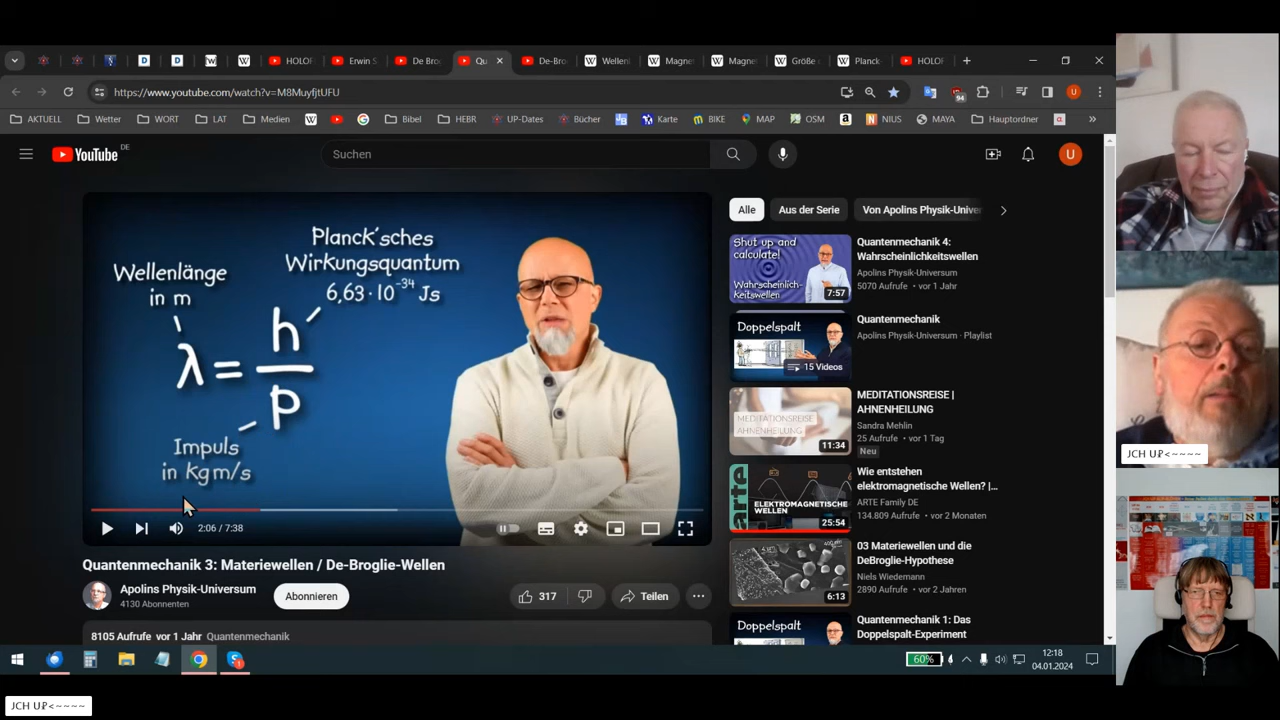 HOLOF
Erwin S
De Brog
Qu
De-Bro
Wellen
Magne
Magne
Größe
Planck
HOLOF
https://www.youtube.com/watch?v=M8MuyfjtUFU
94
U
AKTUELL
Wetter
WORT
LAT
Medien
Bibel
HEBR
UP-Dates
Bücher
Karte
BIKE
MAP
OSM
NIUS
MAYA
Hauptordner
YouTube DE
Suchen
U
Planck'sches
Wirkungsquantum
6,63·10⁻³⁴ Js
Wellenlänge
in m
λ = h/p
Impuls
in kg m/s
2:06 / 7:38
Quantenmechanik 3: Materiewellen / De-Broglie-Wellen
Apolins Physik-Universum
4130 Abonnenten
Abonnieren
317
Teilen
8105 Aufrufe vor 1 Jahr Quantenmechanik
Alle
Aus der Serie
Von Apolins Physik-Univer
Shut up and
calculate!
Wahrscheinlich-
keitswellen
7:57
Quantenmechanik 4:
Wahrscheinlichkeitswellen
Apolins Physik-Universum
5070 Aufrufe • vor 1 Jahr
Doppelspalt
15 Videos
Quantenmechanik
Apolins Physik-Universum • Playlist
MEDITATIONSREISE
AHNENHEILUNG
11:34
MEDITATIONSREISE |
AHNENHEILUNG
Sandra Mehlin
25 Aufrufe • vor 1 Tag
Neu
arte
ELEKTROMAGNETISCHE
WELLEN
25:54
Wie entstehen
elektromagnetische Wellen? |...
ARTE Family DE
134.809 Aufrufe • vor 2 Monaten
6:13
03 Materiewellen und die
DeBroglie-Hypothese
Niels Wiedemann
2890 Aufrufe • vor 2 Jahren
Doppelspalt
Quantenmechanik 1: Das
Doppelspalt-Experiment
60%
12:18
04.01.2024
JCH UP<~~~~
JCH UP<~~~~